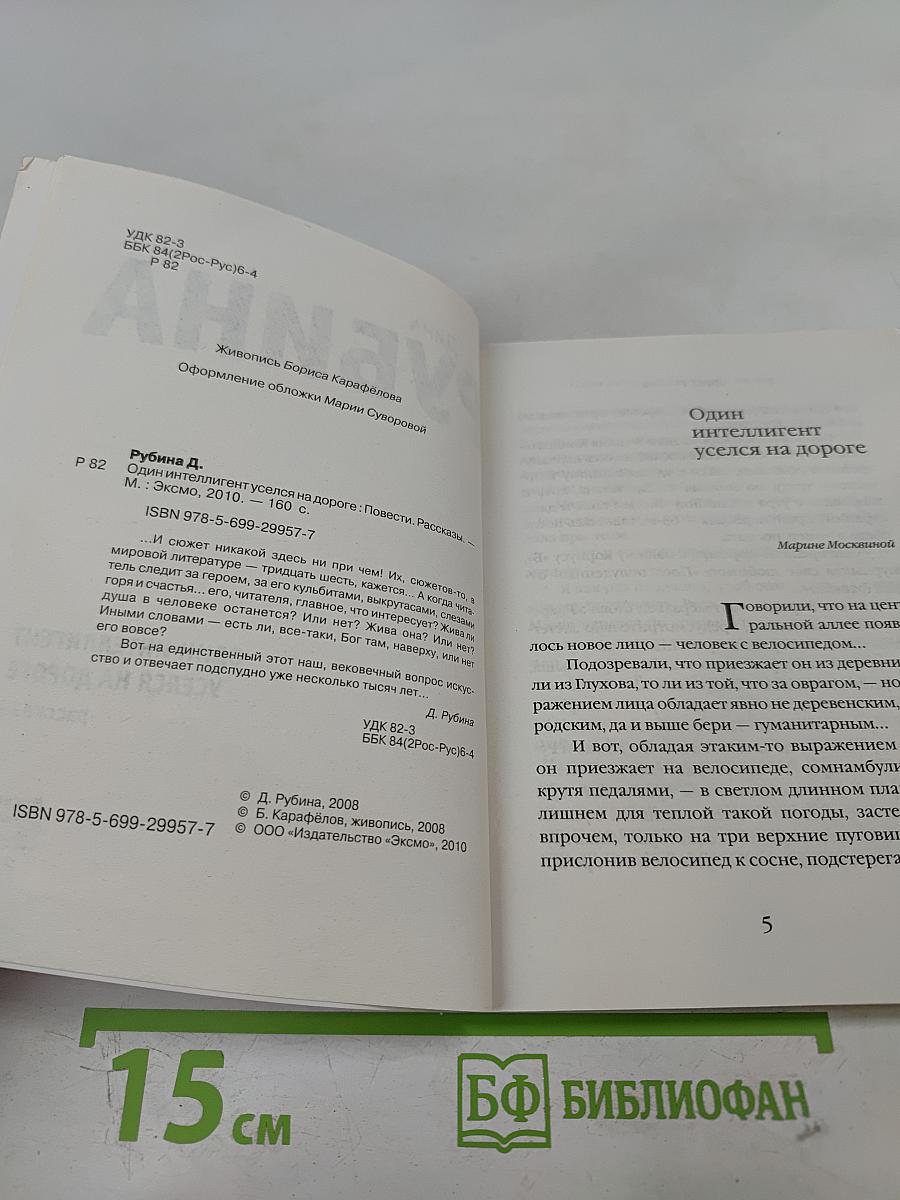 УДК 82-3
ББК 84(2Рос-Рус)6-4
Р 82
Живопись Бориса Карафёлова
Оформление обложки Марии Суворовой
Рубина Д.
Р 82 Один интеллигент уселся на дороге : Повести. Рассказы. —
М. : Эксмо, 2010. — 160 с.
ISBN 978-5-699-29957-7
...И сюжет никакой здесь ни при чем! Их, сюжетов-то, в
мировой литературе — тридцать шесть, кажется... А когда чита-
тель следит за героем, за его кульбитами, выкрутасами, слезами
горя и счастья... его, читателя, главное, что интересует? Жива ли
душа в человеке останется? Или нет? Жива она? Или нет?
Иными словами — есть ли, все-таки, Бог там, наверху, или нет
его вовсе?
Вот на единственный этот наш, вековечный вопрос искус-
ство и отвечает подспудно уже несколько тысяч лет...
Д. Рубина
УДК 82-3
ББК 84(2Рос-Рус)6-4
© Д. Рубина, 2008
© Б. Карафёлов, живопись, 2008
ISBN 978-5-699-29957-7 © ООО «Издательство «Эксмо», 2010
Один
интеллигент
уселся на дороге
Марине Москвиной
Говорили, что на цент
ральной аллее появ
лось новое лицо — человек с велосипедом...
Подозревали, что приезжает он из деревни
ли из Глухова, то ли из той, что за оврагом, — но
ражением лица обладает явно не деревенским,
родским, да и выше бери — гуманитарным...
И вот, обладая этаким-то выражением
он приезжает на велосипеде, сомнамбули
крутя педалями, — в светлом длинном пла
лишнем для теплой такой погоды, засте
впрочем, только на три верхние пугови
прислонив велосипед к сосне, подстерега
5
15 см
БФ БИБЛИОФАН